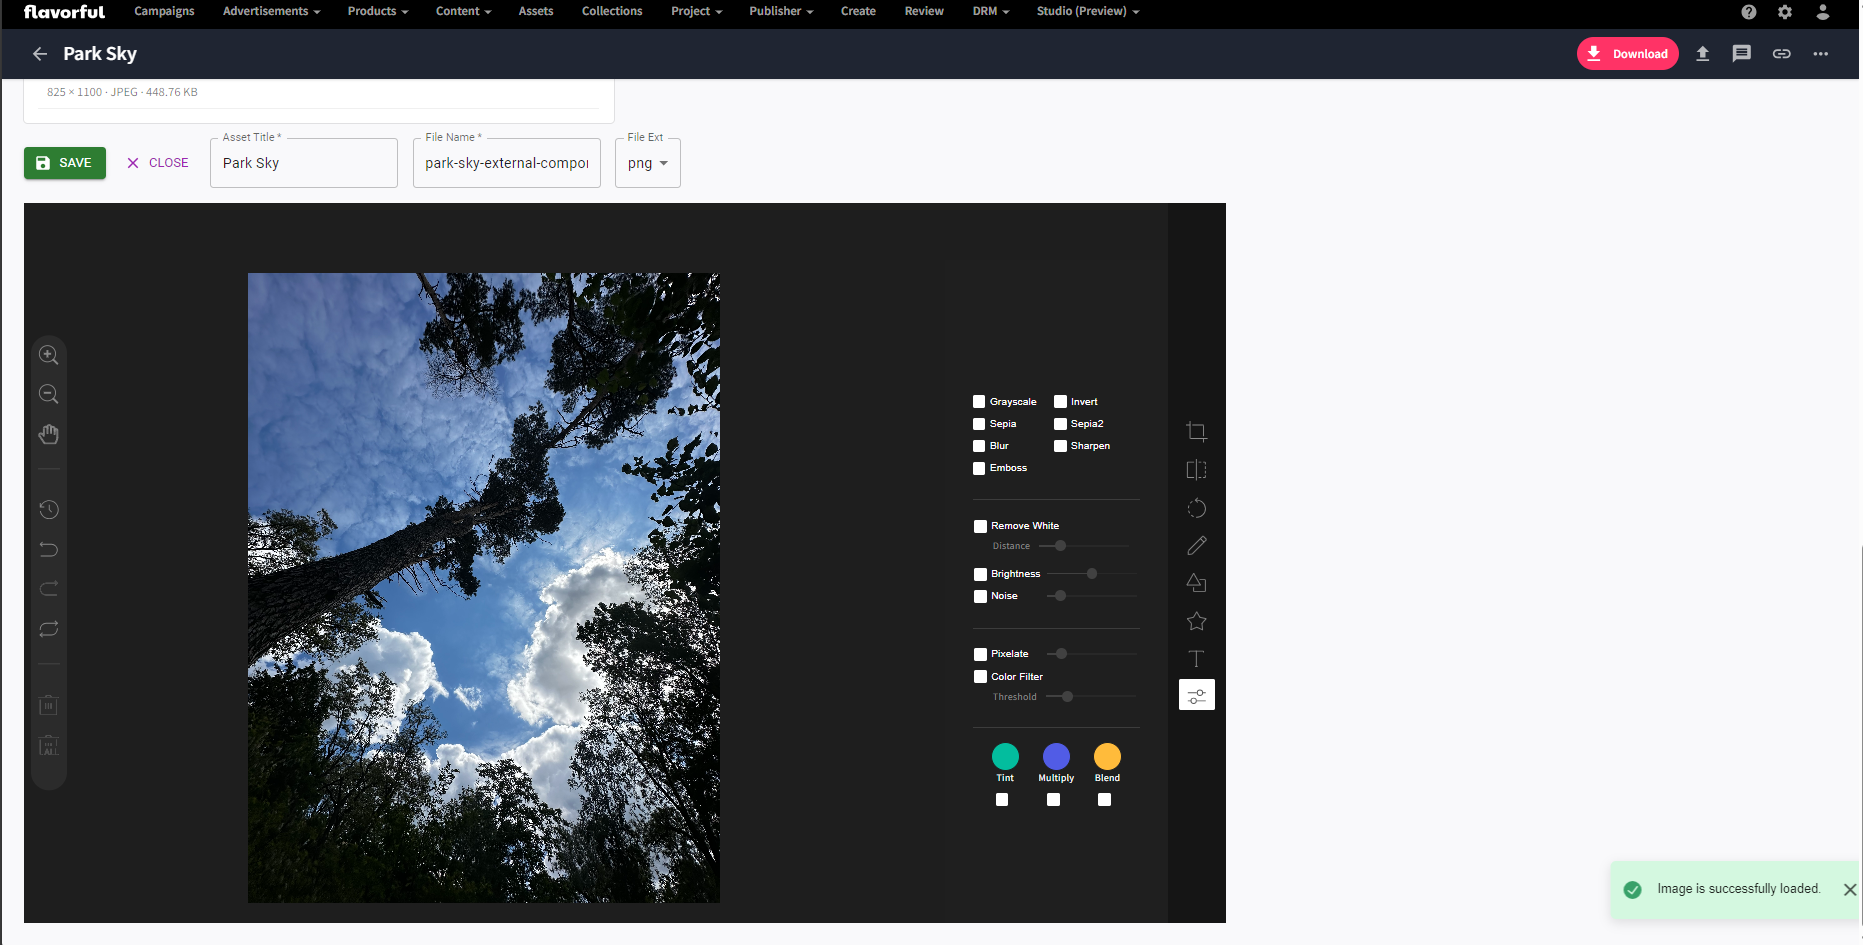 flavorful Campaigns Advertisements Products Content Assets Collections Project Publisher Create Review DRM Studio (Preview)
Park Sky Download
825 × 1100 · JPEG · 448.76 KB
Asset Title * File Name * File Ext
SAVE CLOSE Park Sky park-sky-external-compo png
Grayscale Invert
Sepia Sepia2
Blur Sharpen
Emboss
Remove White
Distance
Brightness
Noise
Pixelate
Color Filter
Threshold
Tint Multiply Blend
ALL
Image is successfully loaded.